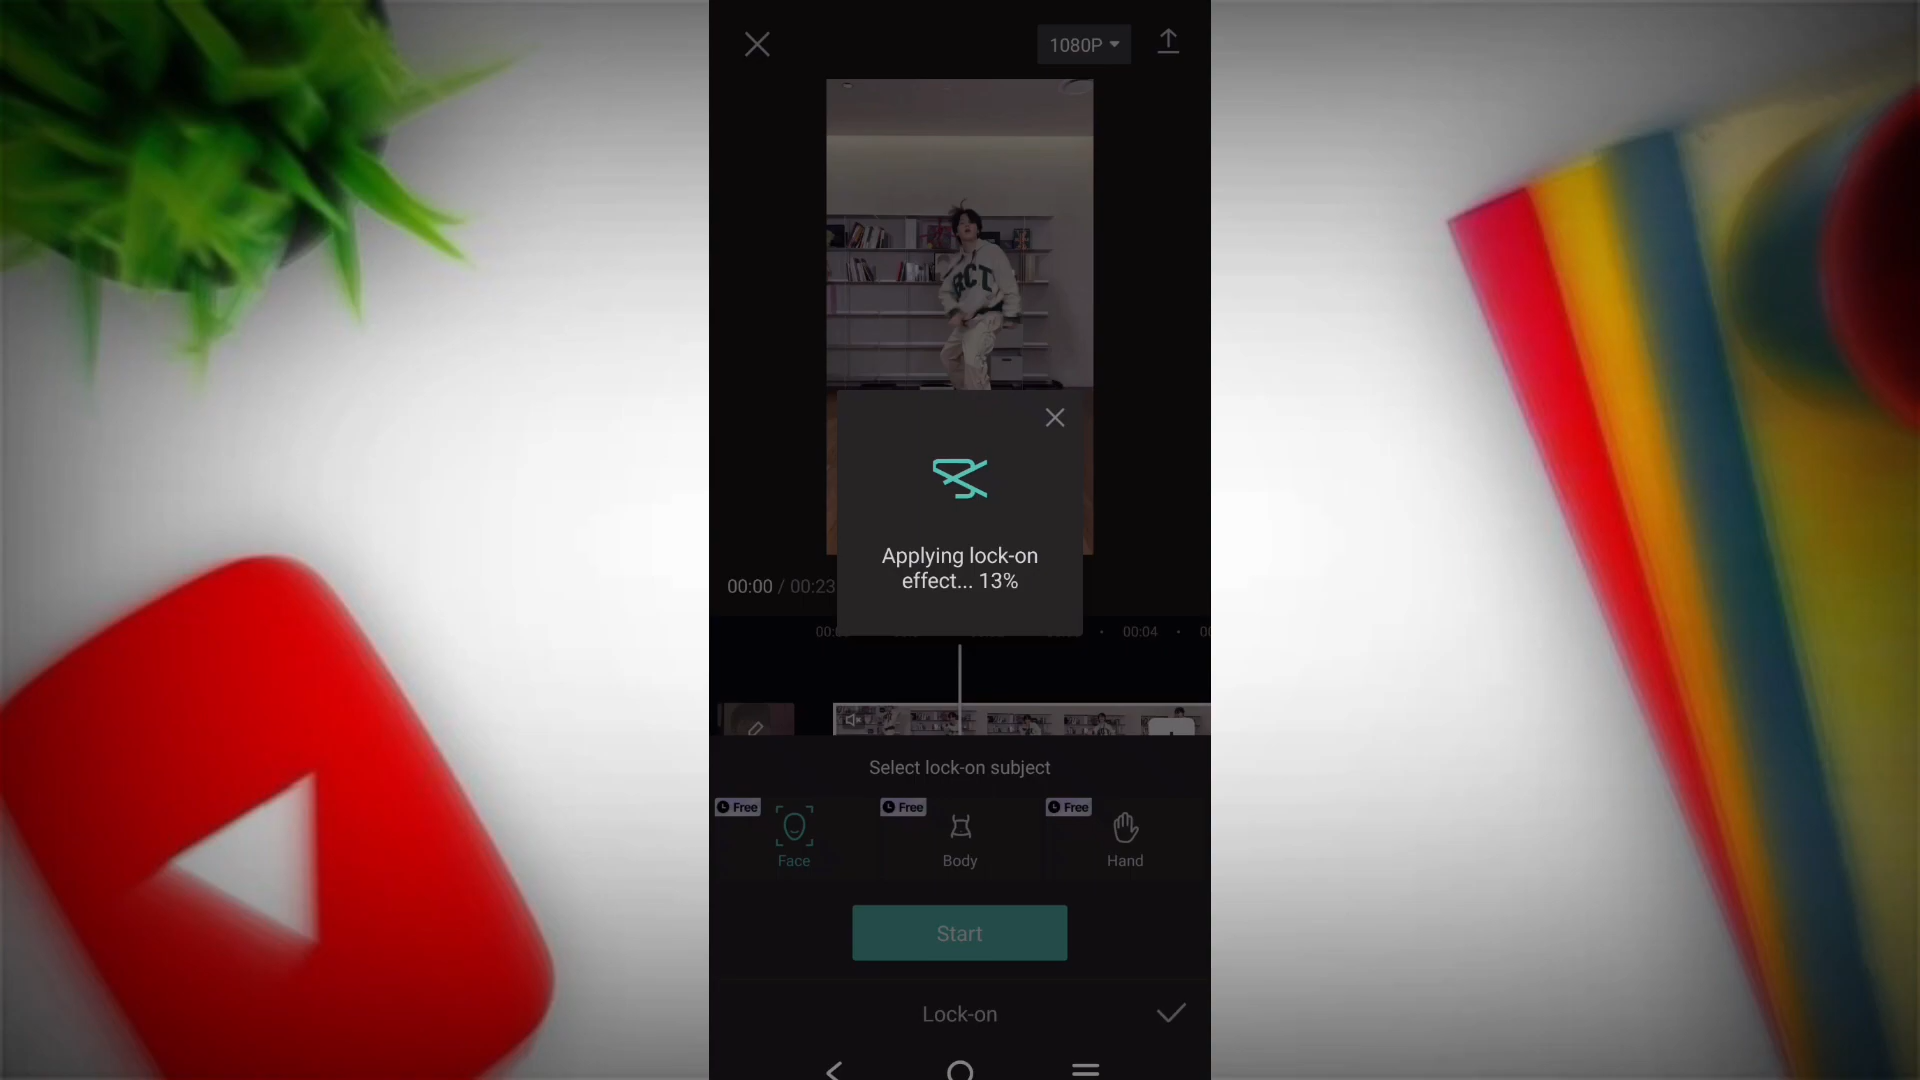 1080P
RCT
Applying lock-on
effect... 13%
00:00 / 00:23
00:04
Select lock-on subject
Free
Free
Free
Face
Body
Hand
Start
Lock-on